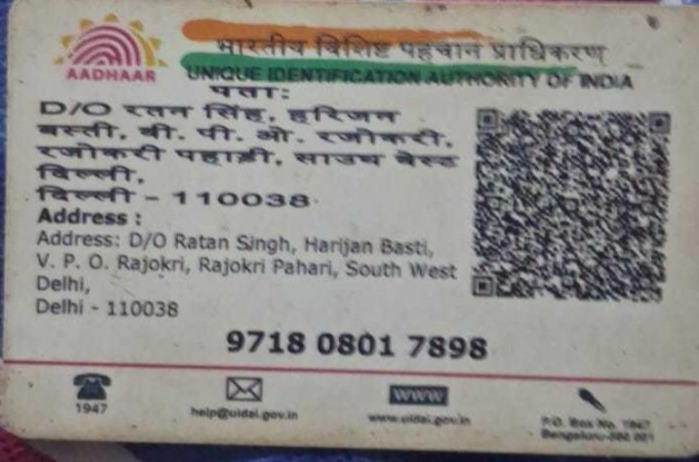 भारतीय विशिष्ट पहचान प्राधिकरण
AADHAAR
UNIQUE IDENTIFICATION AUTHORITY OF INDIA
पता:
D/O रतन सिंह, हरिजन
बस्ती, वी. पी. ओ. रजोकरी,
रजोकरी पहाड़ी, साउथ वेस्ट
दिल्ली,
दिल्ली - 110038
Address :
Address: D/O Ratan Singh, Harijan Basti,
V. P. O. Rajokri, Rajokri Pahari, South West
Delhi,
Delhi - 110038
9718 0801 7898
1947
help@uidai.gov.in
WWW
www.uidai.gov.in
P.O. Box No. 1947
Bengaluru-560 001